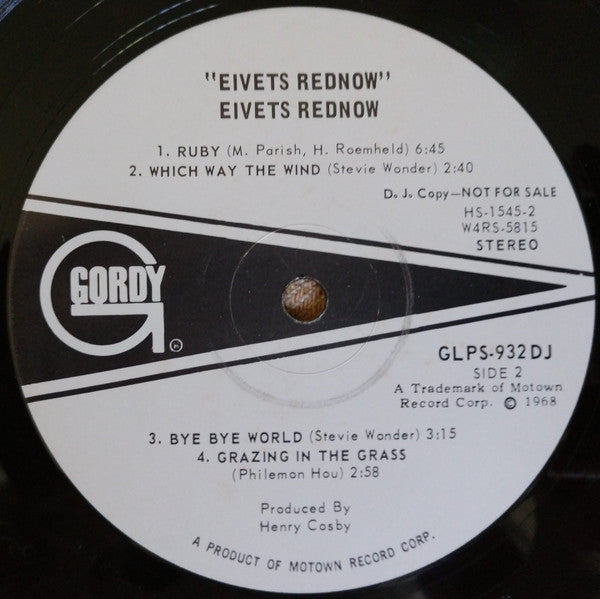 "EIVETS REDNOW"
EIVETS REDNOW
1. RUBY (M. Parish, H. Roemheld) 6:45
2. WHICH WAY THE WIND (Stevie Wonder) 2:40
D. J. Copy—NOT FOR SALE
HS-1545-2
W4RS-5815
STEREO
GORDY
G
®
GLPS-932DJ
SIDE 2
A Trademark of Motown
Record Corp. © 1968
3. BYE BYE WORLD (Stevie Wonder) 3:15
4. GRAZING IN THE GRASS
(Philemon Hou) 2:58
Produced By
Henry Cosby
A PRODUCT OF MOTOWN RECORD CORP.